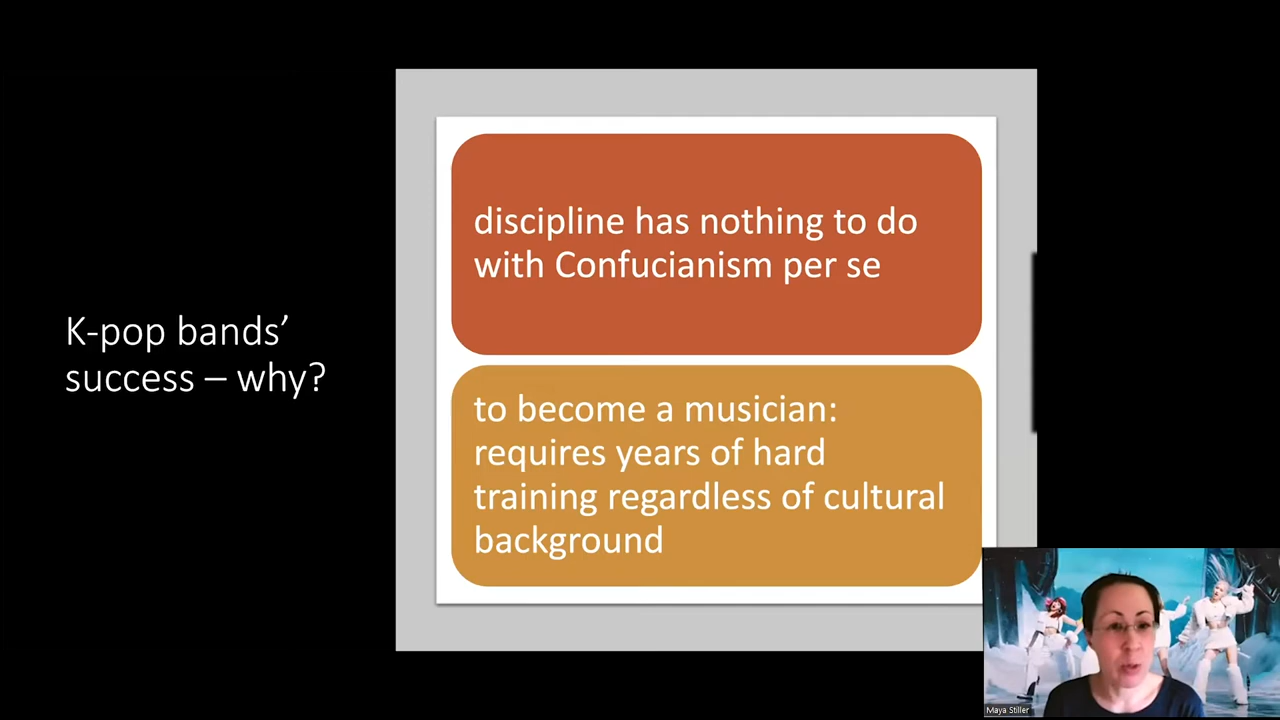 K-pop bands’
success – why?
discipline has nothing to do
with Confucianism per se
to become a musician:
requires years of hard
training regardless of cultural
background
Maya Stiller